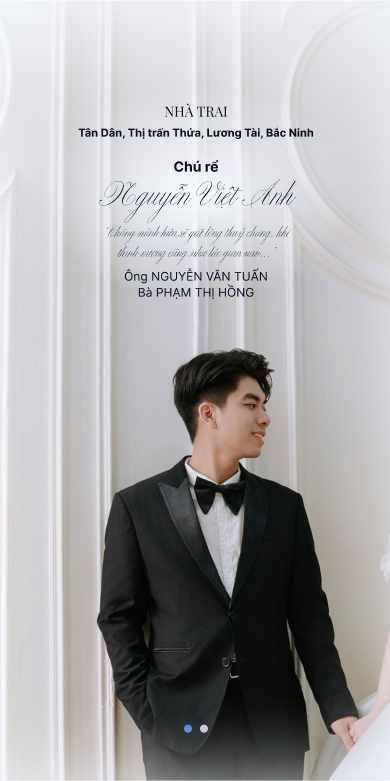 NHÀ TRAI
Tân Dân, Thị trấn Thứa, Lương Tài, Bắc Ninh
Chú rể
Nguyễn Việt Anh
"Chúng mình hứa sẽ giữ lòng thuỷ chung, khi
thịnh vượng cũng như lúc gian nan..."
Ông NGUYỄN VĂN TUẤN
Bà PHẠM THỊ HỒNG